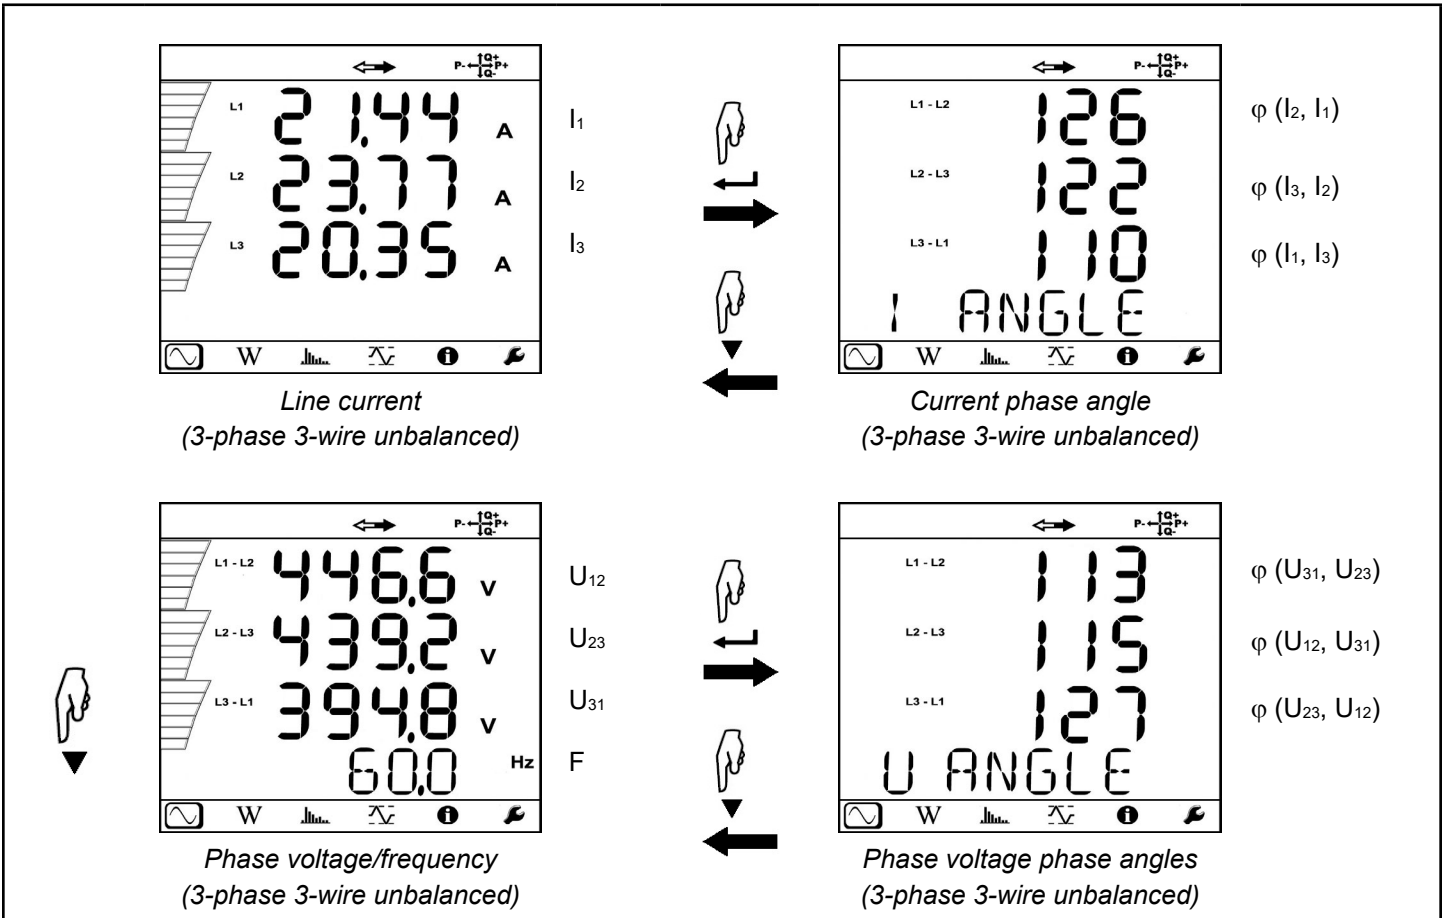 Q+
P- P+
Q-
L1 21.44 A I1
L2 23.77 A I2
L3 20.35 A I3
W
Line current
(3-phase 3-wire unbalanced)
Q+
P- P+
Q-
L1 - L2 126 φ (I2, I1)
L2 - L3 122 φ (I3, I2)
L3 - L1 110 φ (I1, I3)
I ANGLE
W
Current phase angle
(3-phase 3-wire unbalanced)
Q+
P- P+
Q-
L1 - L2 446.6 V U12
L2 - L3 439.2 V U23
L3 - L1 394.8 V U31
60.0 Hz F
W
Phase voltage/frequency
(3-phase 3-wire unbalanced)
Q+
P- P+
Q-
L1 - L2 113 φ (U31, U23)
L2 - L3 115 φ (U12, U31)
L3 - L1 127 φ (U23, U12)
U ANGLE
W
Phase voltage phase angles
(3-phase 3-wire unbalanced)